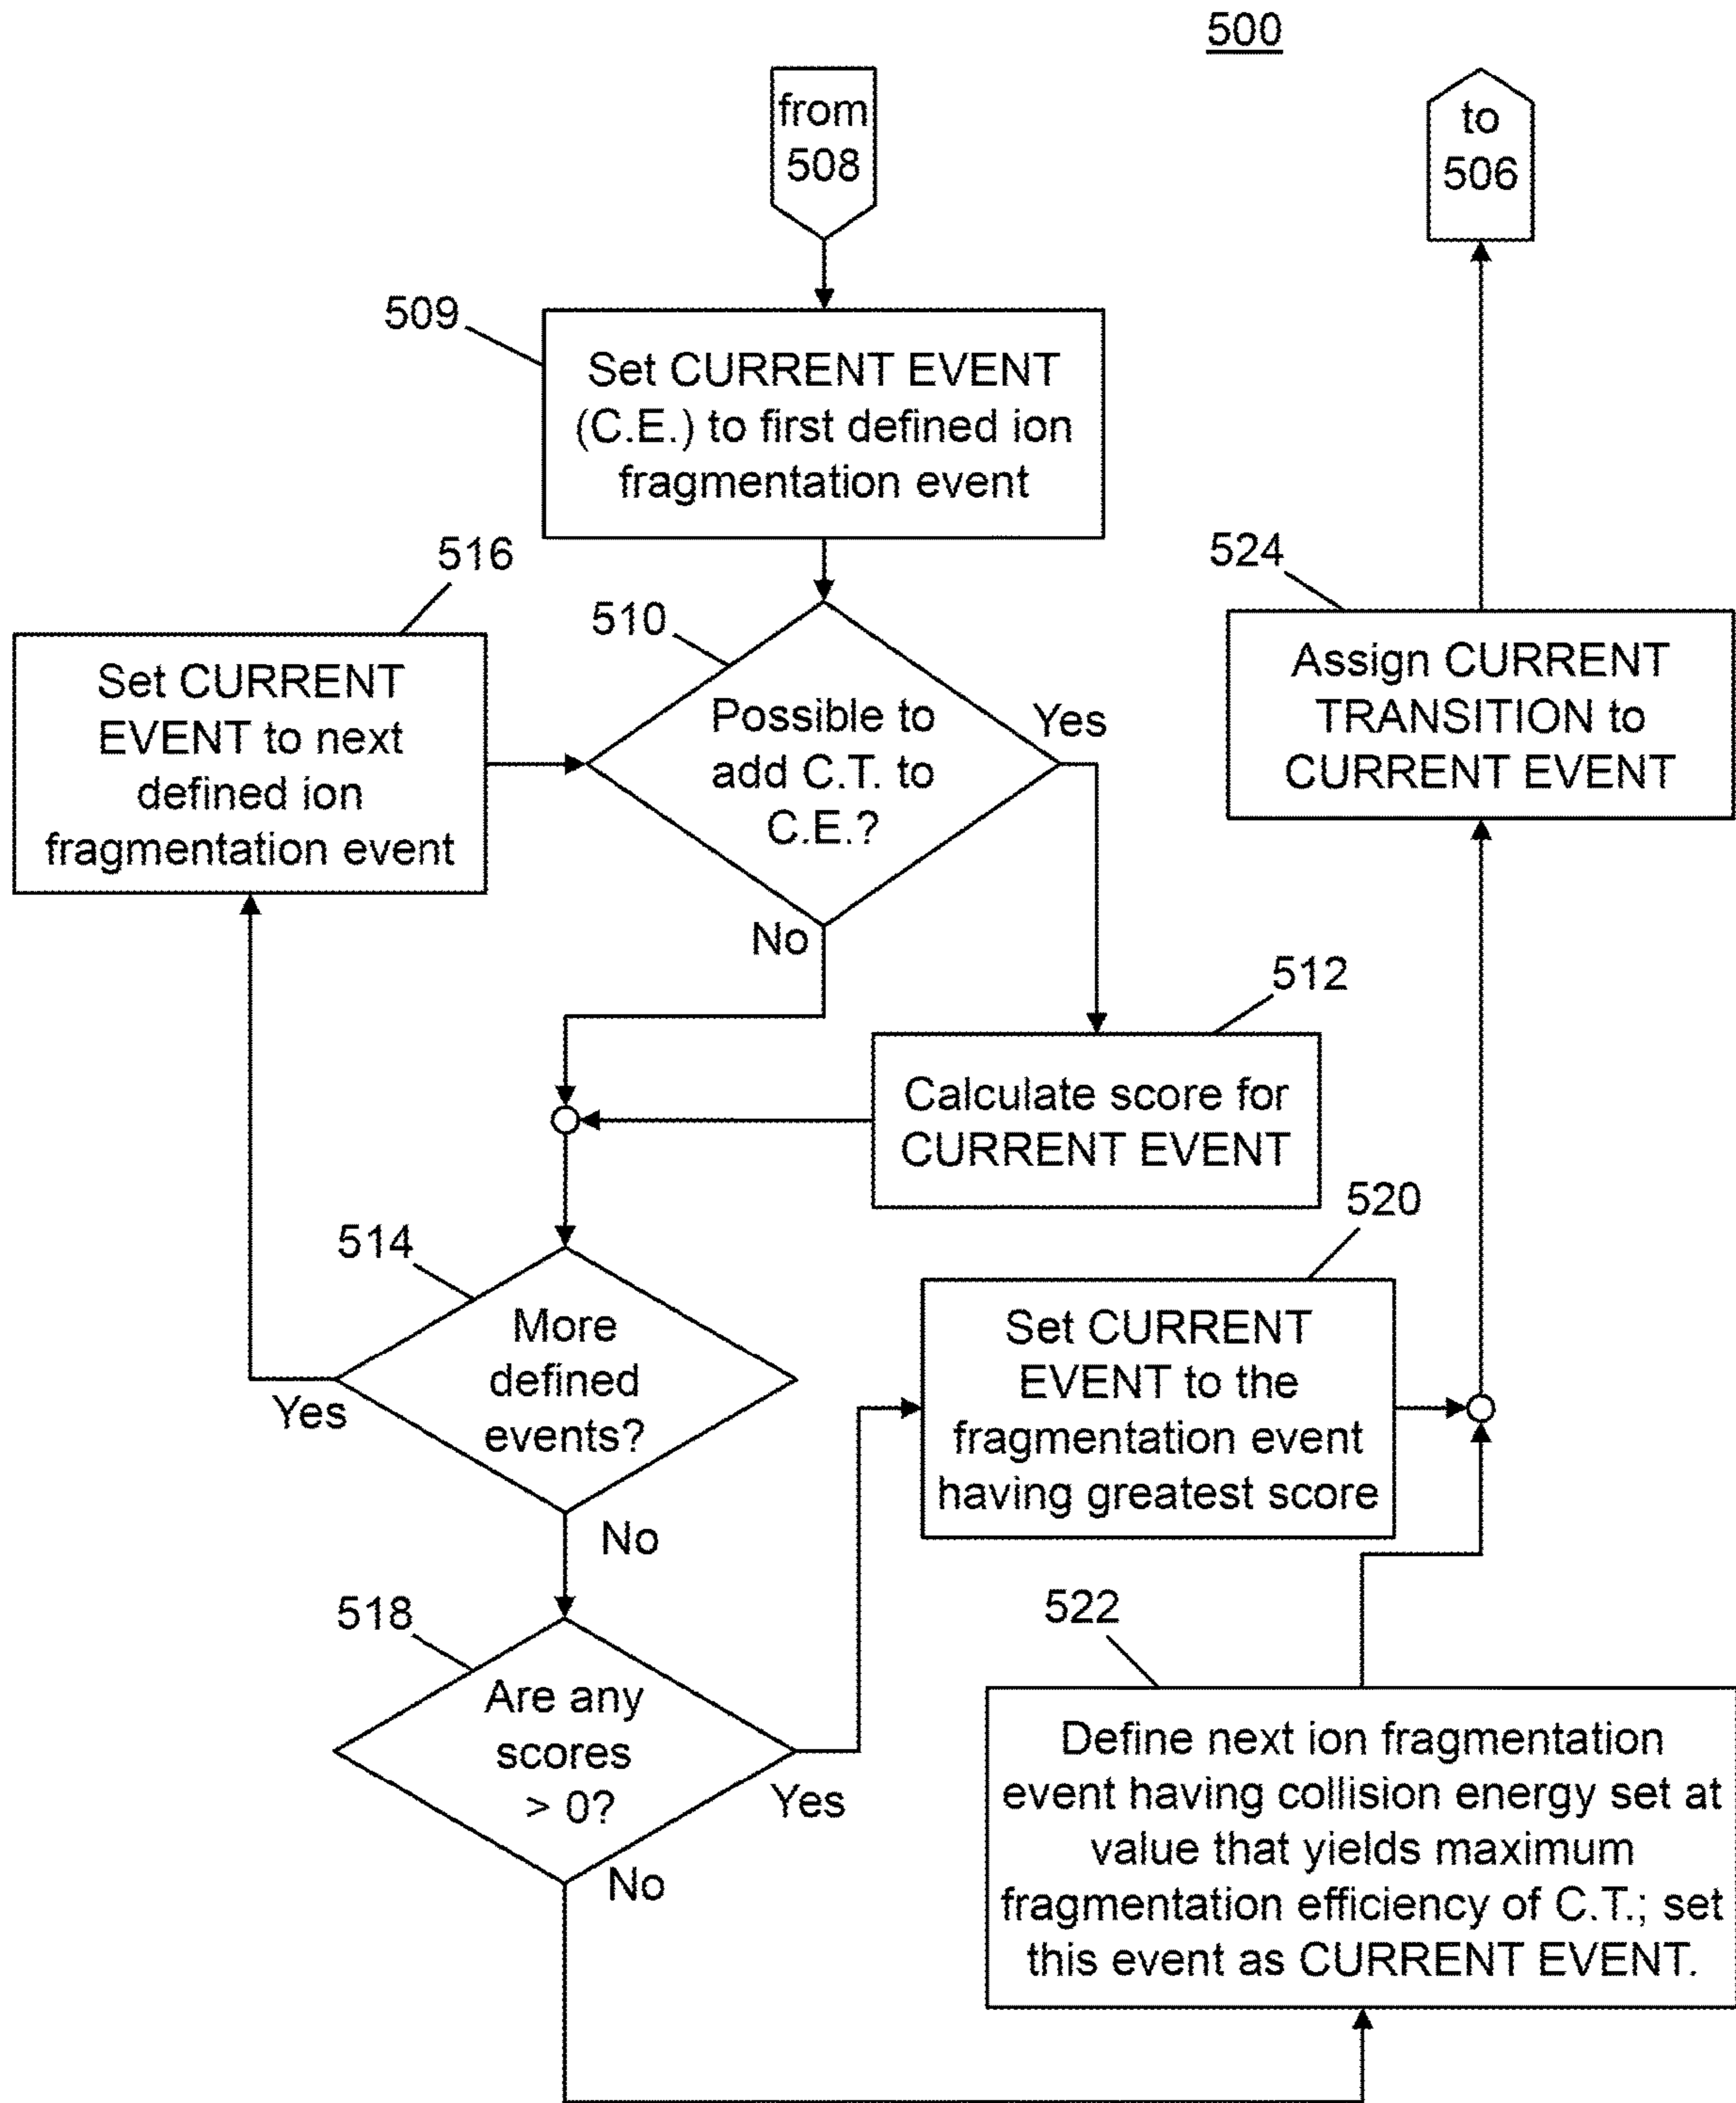 500
from
508
to
506
509
Set CURRENT EVENT
(C.E.) to first defined ion
fragmentation event
516
Set CURRENT
EVENT to next
defined ion
fragmentation event
510
Possible to
add C.T. to
C.E.?
Yes
No
524
Assign CURRENT
TRANSITION to
CURRENT EVENT
512
Calculate score for
CURRENT EVENT
514
More
defined
events?
Yes
No
520
Set CURRENT
EVENT to the
fragmentation event
having greatest score
518
Are any
scores
> 0?
Yes
No
522
Define next ion fragmentation
event having collision energy set at
value that yields maximum
fragmentation efficiency of C.T.; set
this event as CURRENT EVENT.